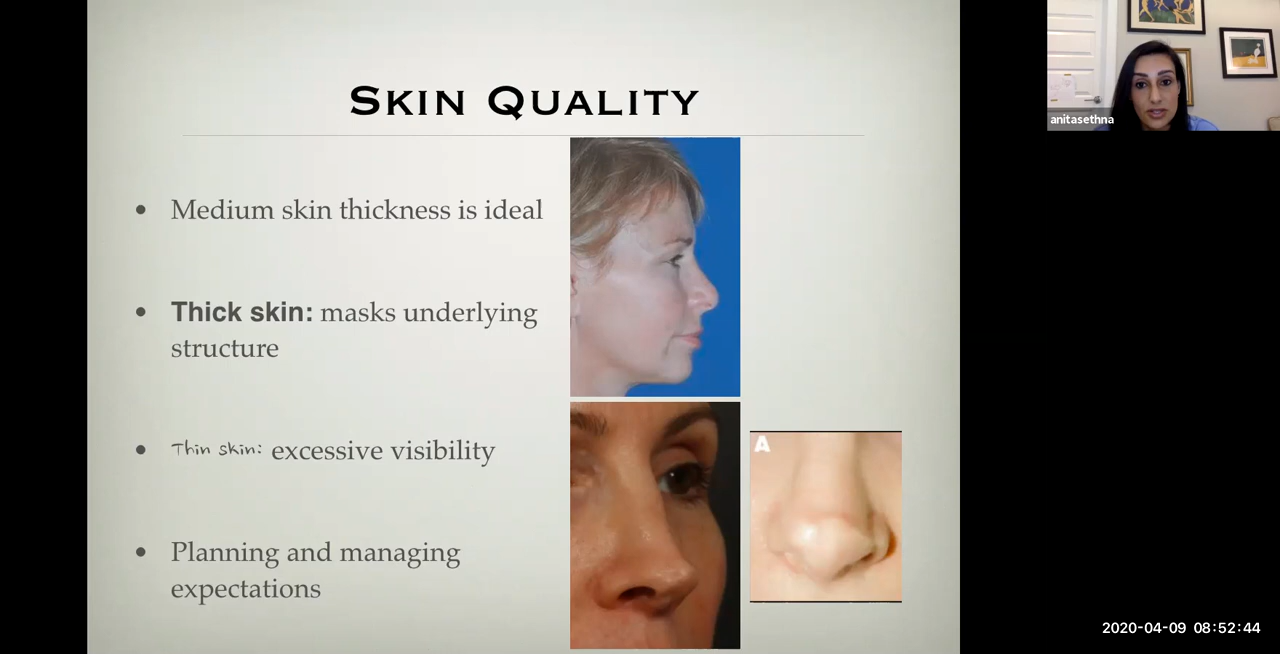 Skin Quality
• Medium skin thickness is ideal
• Thick skin: masks underlying
structure
• Thin skin: excessive visibility
• Planning and managing
expectations
A
anitasethna
2020-04-09 08:52:44